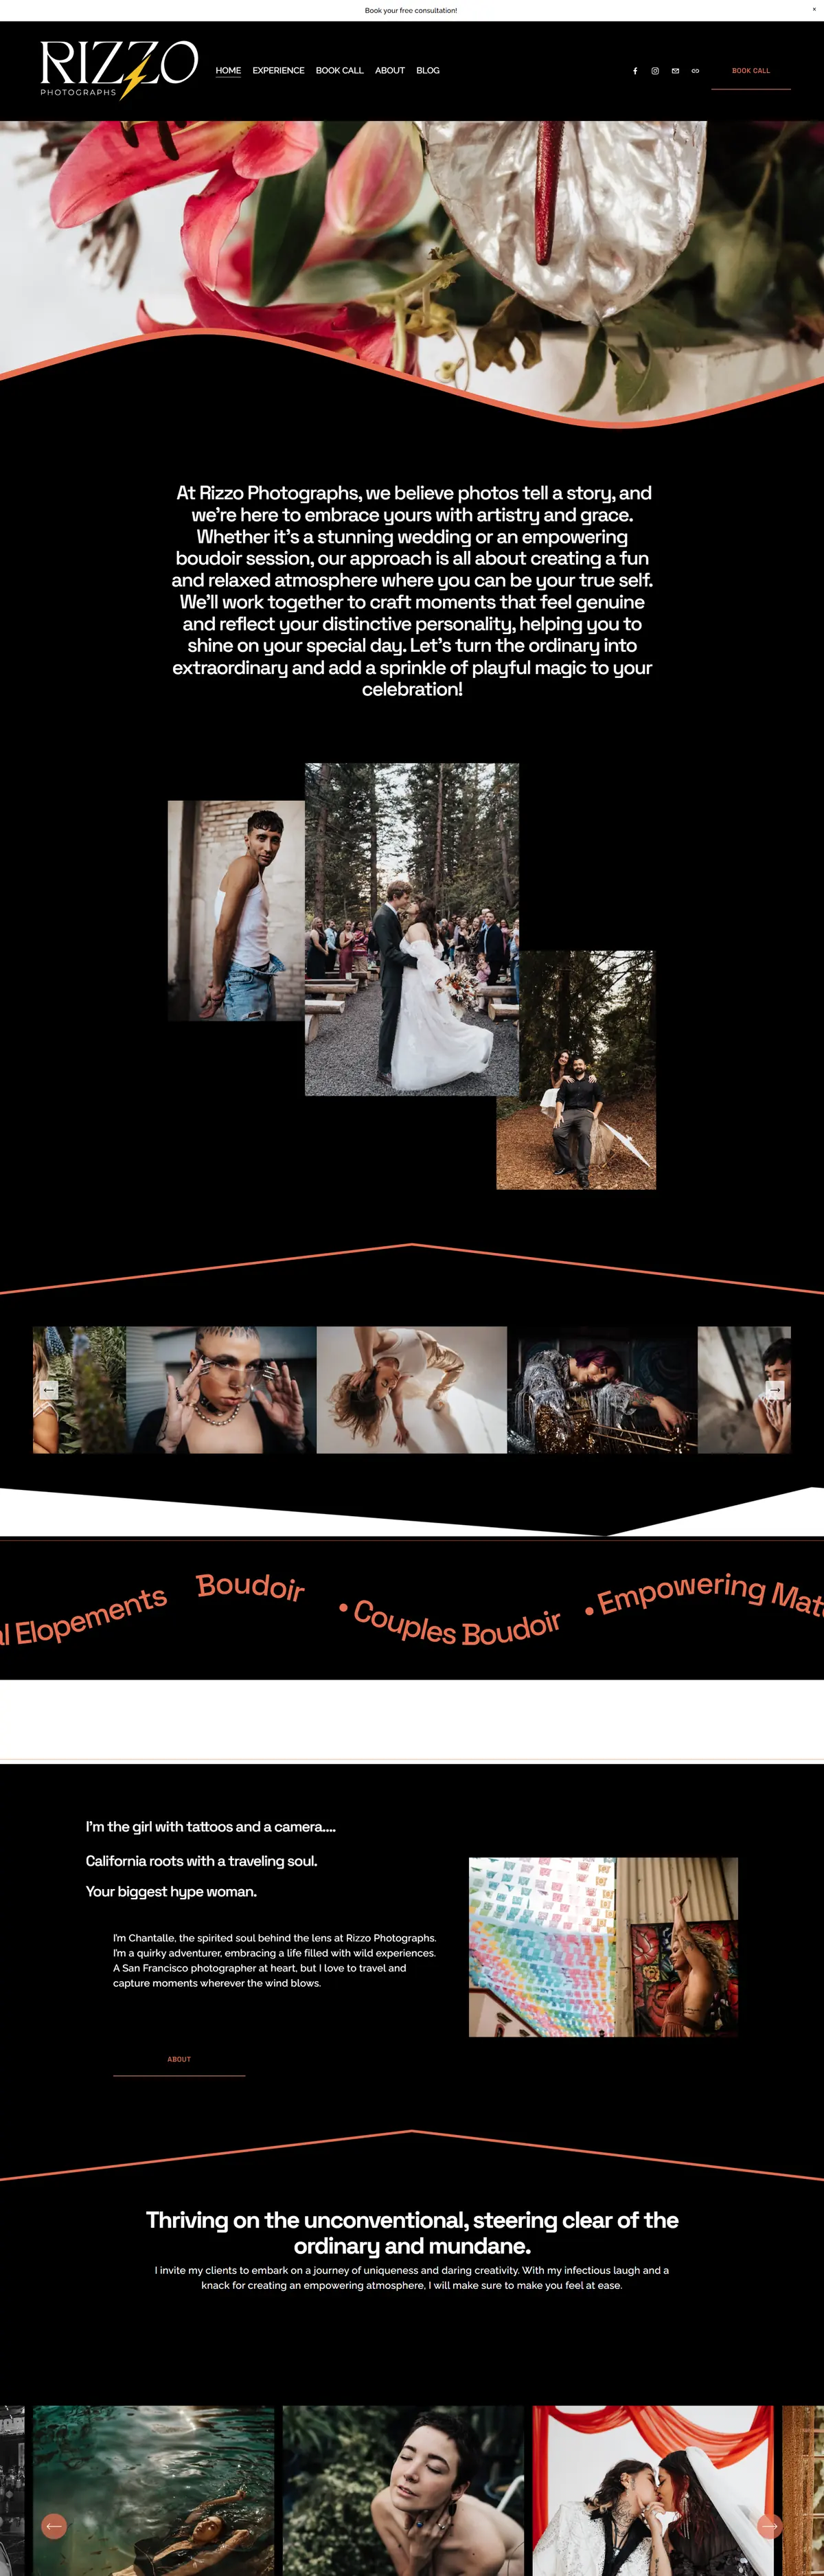 Book your free consultation!
×
RIZZO
PHOTOGRAPHS
HOME EXPERIENCE BOOK CALL ABOUT BLOG
BOOK CALL
At Rizzo Photographs, we believe photos tell a story, and
we're here to embrace yours with artistry and grace.
Whether it's a stunning wedding or an empowering
boudoir session, our approach is all about creating a fun
and relaxed atmosphere where you can be your true self.
We'll work together to craft moments that feel genuine
and reflect your distinctive personality, helping you to
shine on your special day. Let's turn the ordinary into
extraordinary and add a sprinkle of playful magic to your
celebration!
Elopements Boudoir • Couples Boudoir • Empowering
I'm the girl with tattoos and a camera....
California roots with a traveling soul.
Your biggest hype woman.
I'm Chantalle, the spirited soul behind the lens at Rizzo Photographs.
I'm a quirky adventurer, embracing a life filled with wild experiences.
A San Francisco photographer at heart, but I love to travel and
capture moments wherever the wind blows.
ABOUT
Thriving on the unconventional, steering clear of the
ordinary and mundane.
I invite my clients to embark on a journey of uniqueness and daring creativity. With my infectious laugh and a
knack for creating an empowering atmosphere, I will make sure to make you feel at ease.